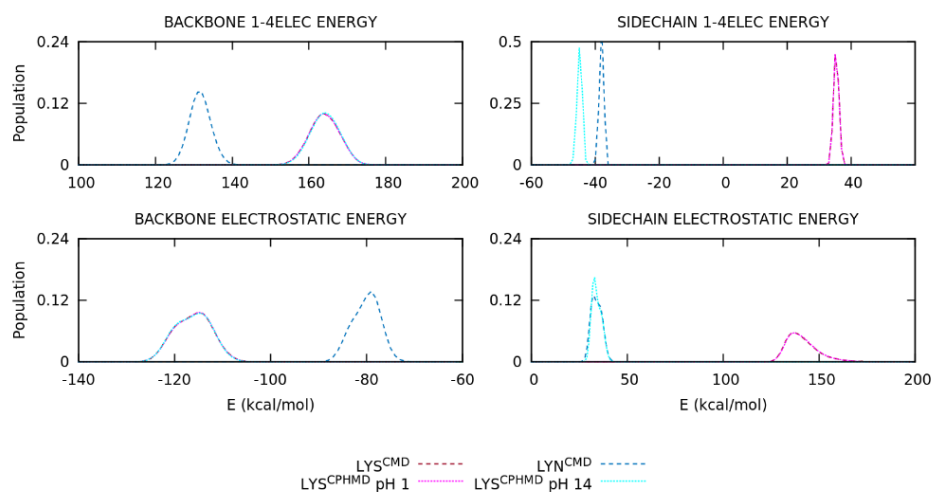 BACKBONE 1-4ELEC ENERGY
SIDECHAIN 1-4ELEC ENERGY
Population
0.24
0.12
0
100 120 140 160 180 200
0.5
0.25
0
-60 -40 -20 0 20 40
BACKBONE ELECTROSTATIC ENERGY
SIDECHAIN ELECTROSTATIC ENERGY
Population
0.24
0.12
0
-140 -120 -100 -80 -60
E (kcal/mol)
0.24
0.12
0
0 50 100 150 200
E (kcal/mol)
LYS^CMD LYN^CMD
LYS^CPHMD pH 1 LYS^CPHMD pH 14